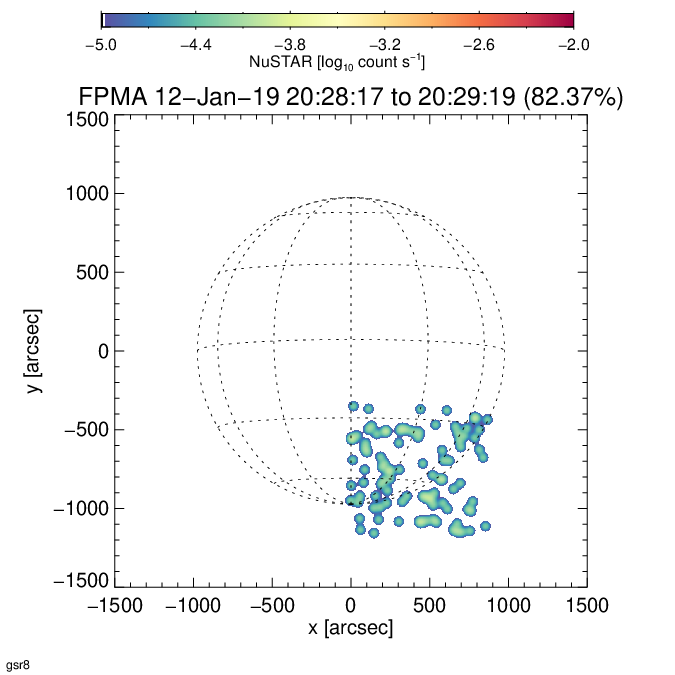 −5.0 −4.4 −3.8 −3.2 −2.6 −2.0
NuSTAR [log10 count s−1]
FPMA 12−Jan−19 20:28:17 to 20:29:19 (82.37%)
1500
1000
500
0
−500
−1000
−1500
y [arcsec]
−1500 −1000 −500 0 500 1000 1500
x [arcsec]
gsr8